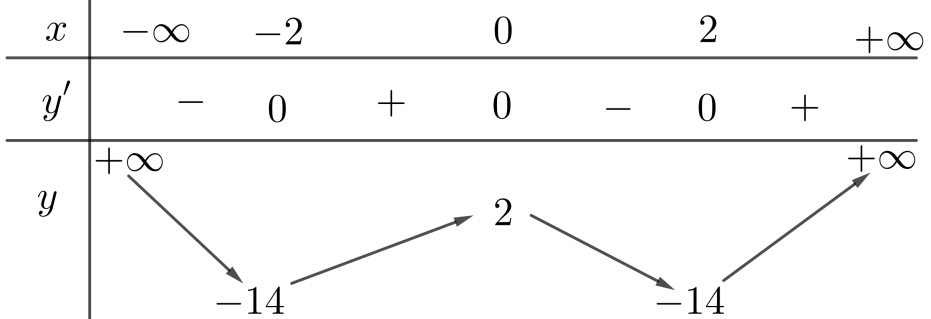 x −∞ −2 0 2 +∞
y′ − 0 + 0 − 0 +
+∞ +∞
y 2
−14 −14